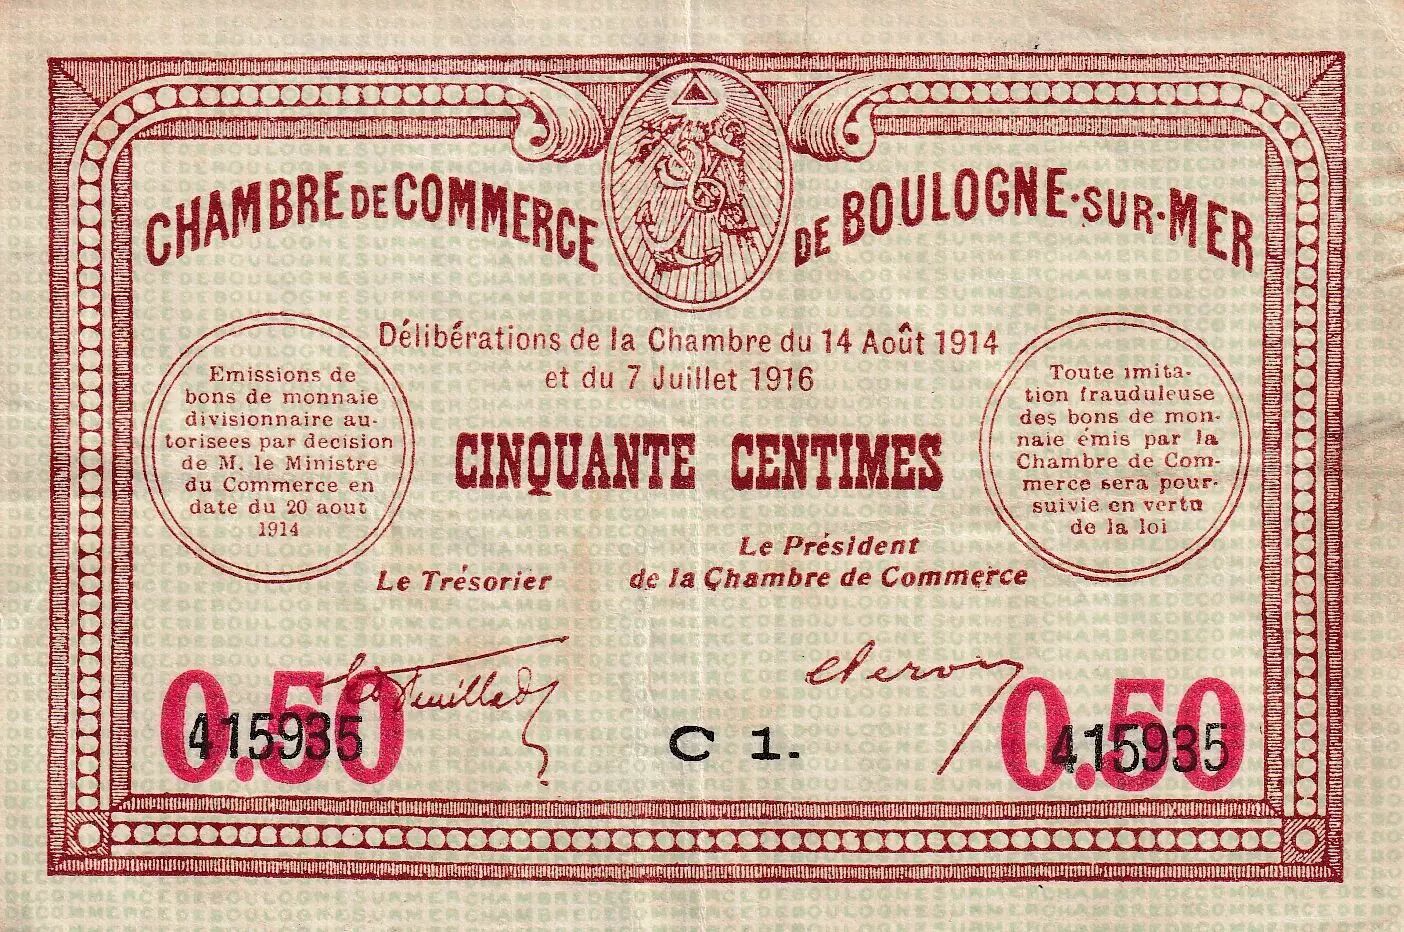 CHAMBRE DE COMMERCE DE BOULOGNE-SUR-MER
Délibérations de la Chambre du 14 Août 1914
et du 7 Juillet 1916
Emissions de
bons de monnaie
divisionnaire au-
torisees par decision
de M. le Ministre
du Commerce en
date du 20 aout
1914
CINQUANTE CENTIMES
Toute imita-
tion frauduleuse
des bons de mon-
naie émis par la
Chambre de Com-
merce sera pour-
suivie en vertu
de la loi
Le Trésorier
Le Président
de la Chambre de Commerce
0.50
415935
C 1.
0.50
415935